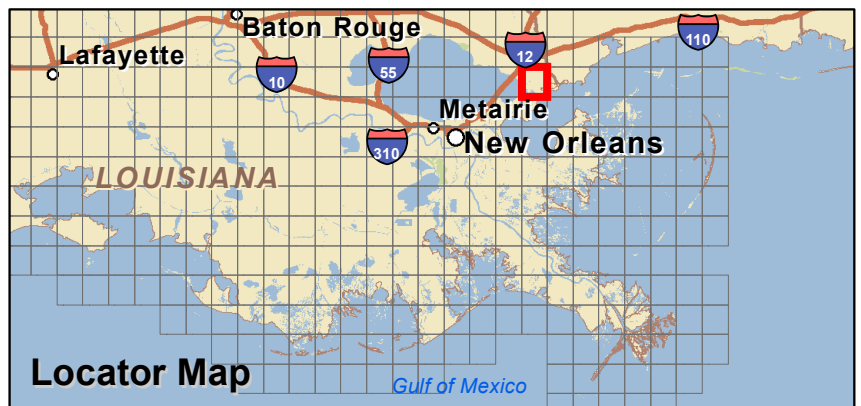 Baton Rouge
Lafayette
12
110
55
10
Metairie
New Orleans
310
LOUISIANA
Locator Map
Gulf of Mexico